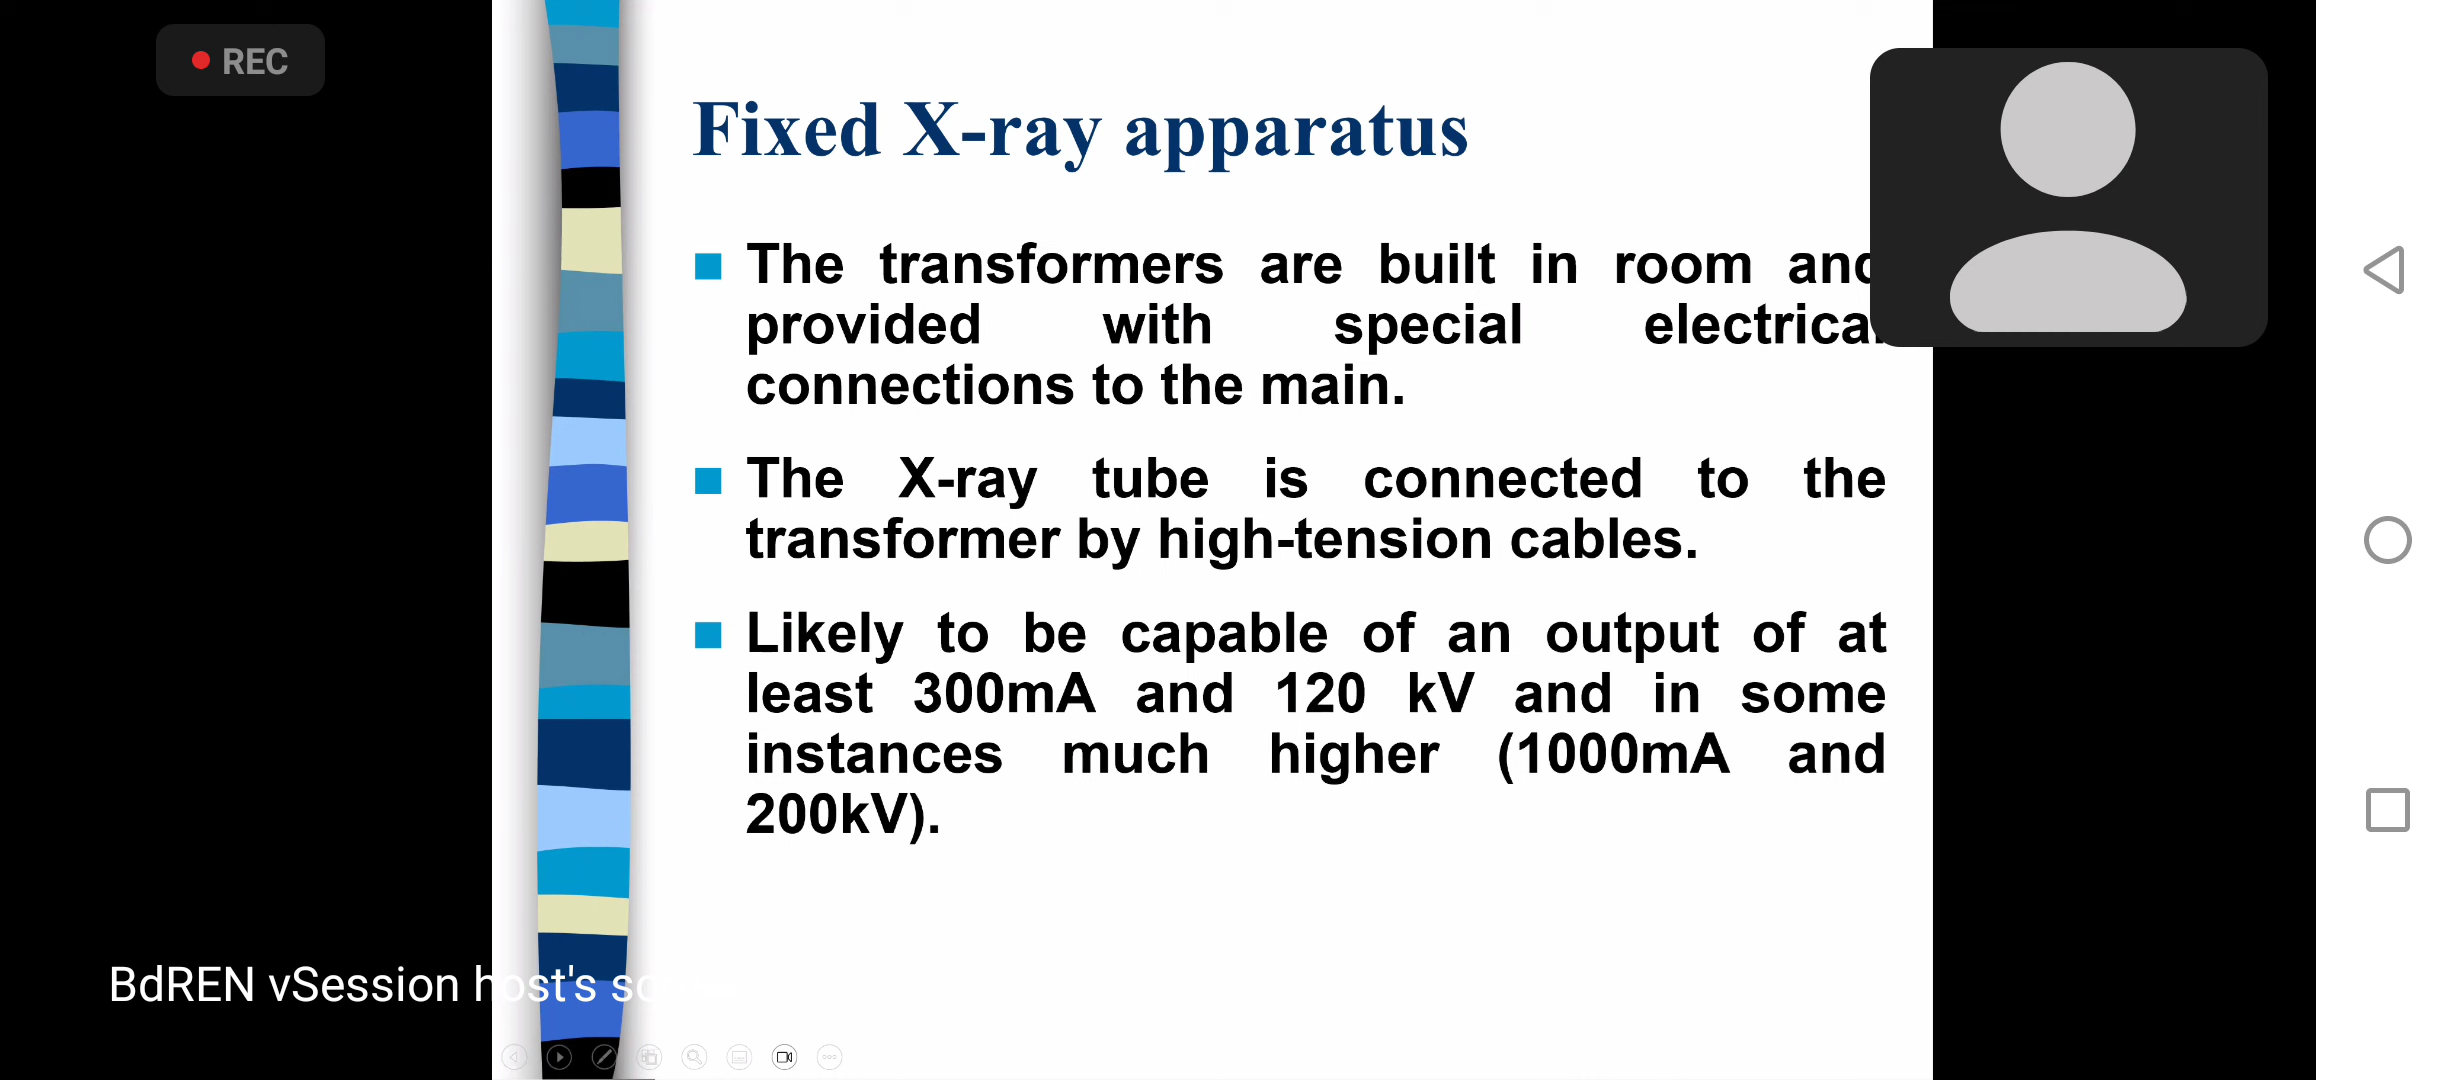 REC
Fixed X-ray apparatus
The transformers are built in room and
provided with special electrical
connections to the main.
The X-ray tube is connected to the
transformer by high-tension cables.
Likely to be capable of an output of at
least 300mA and 120 kV and in some
instances much higher (1000mA and
200kV).
BdREN vSession host's